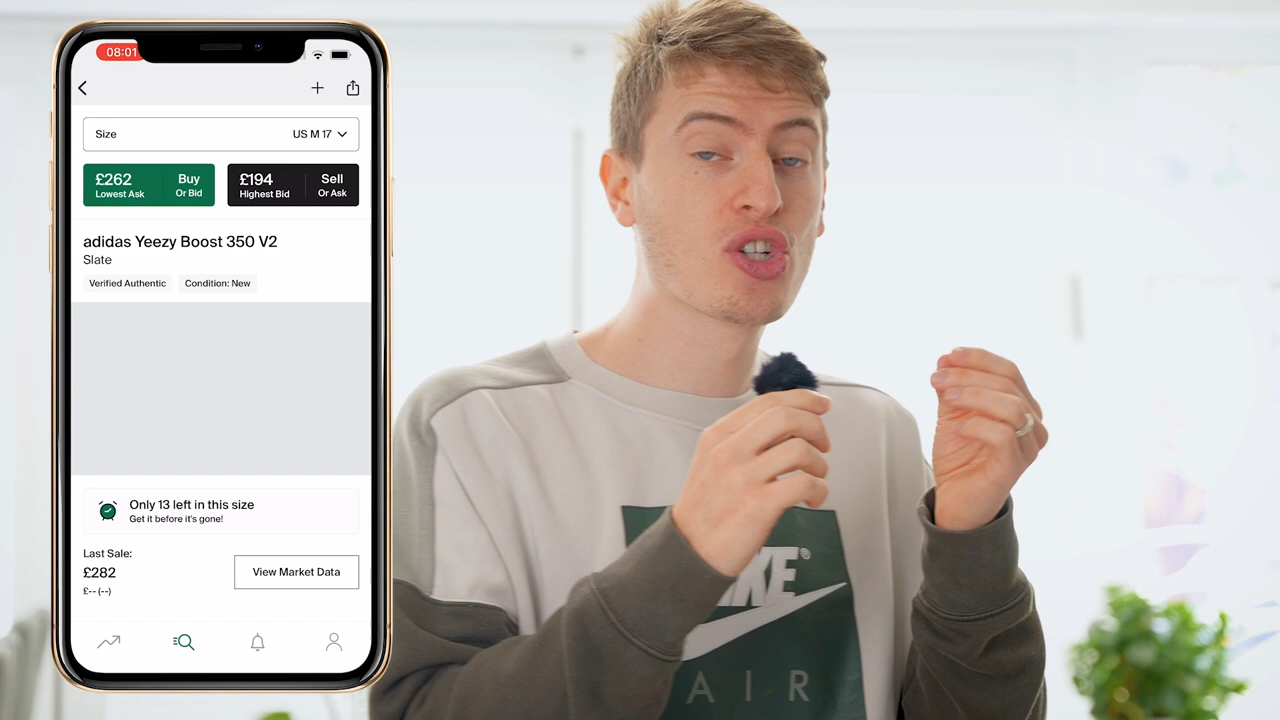 08:01
Size
US M 17
£262
Lowest Ask
Buy
Or Bid
£194
Highest Bid
Sell
Or Ask
adidas Yeezy Boost 350 V2
Slate
Verified Authentic
Condition: New
Only 13 left in this size
Get it before it's gone!
Last Sale:
£282
£-- (--)
View Market Data
AIR